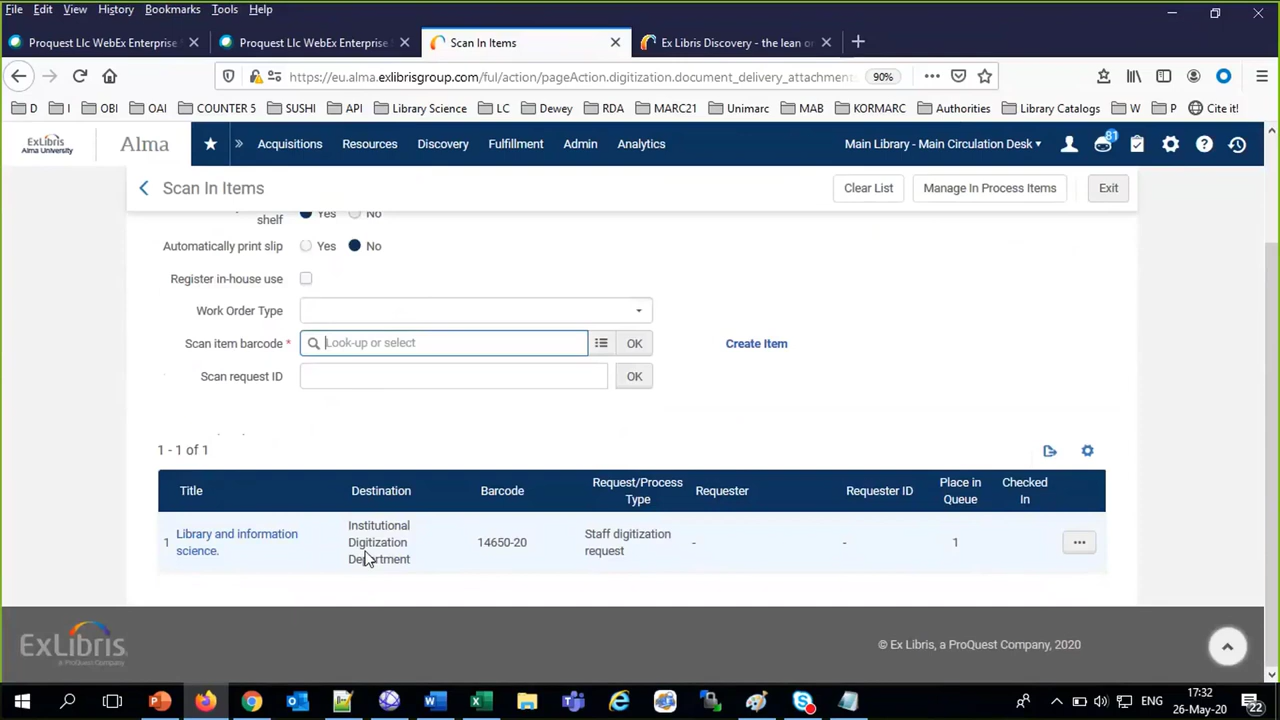 File Edit View History Bookmarks Tools Help
Proquest Llc WebEx Enterprise Proquest Llc WebEx Enterprise Scan In Items Ex Libris Discovery - the lean o
https://eu.alma.exlibrisgroup.com/ful/action/pageAction.digitization.document_delivery_attachment 90%
D I OBI OAI COUNTER 5 SUSHI API Library Science LC Dewey RDA MARC21 Unimarc MAB KORMARC Authorities Library Catalogs W P Cite it!
ExLibris
Alma University
Alma Acquisitions Resources Discovery Fulfillment Admin Analytics Main Library - Main Circulation Desk 81
Scan In Items Clear List Manage In Process Items Exit
shelf Yes No
Automatically print slip Yes No
Register in-house use
Work Order Type
Scan item barcode * Look-up or select OK Create Item
Scan request ID OK
1 - 1 of 1
Title Destination Barcode Request/Process Type Requester Requester ID Place in Queue Checked In
1 Library and information science. Institutional Digitization Department 14650-20 Staff digitization request - - 1
ExLibris
a ProQuest Company
© Ex Libris, a ProQuest Company, 2020
ENG 17:32
26-May-20 22